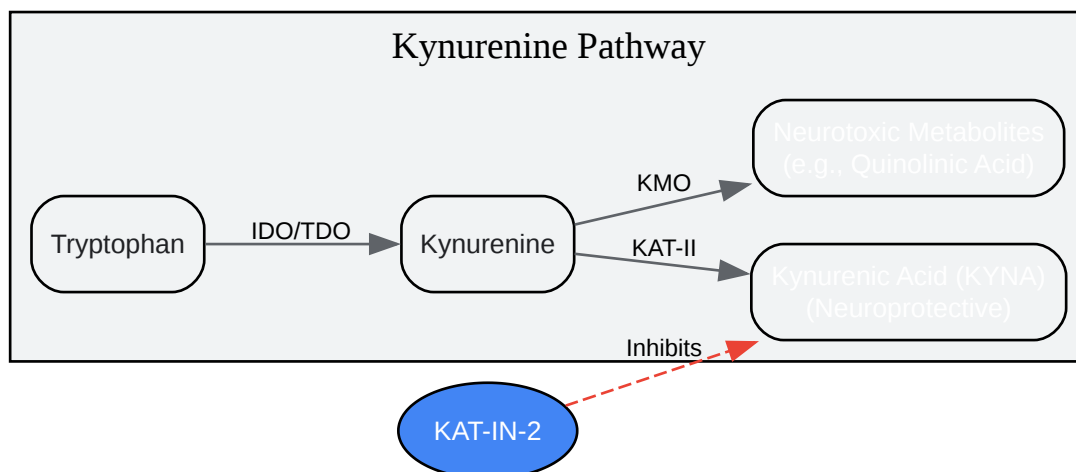 Kynurenine Pathway
Neurotoxic Metabolites
(e.g., Quinolinic Acid)
KMO
Tryptophan
IDO/TDO
Kynurenine
KAT-II
Kynurenic Acid (KYNA)
(Neuroprotective)
Inhibits
KAT-IN-2